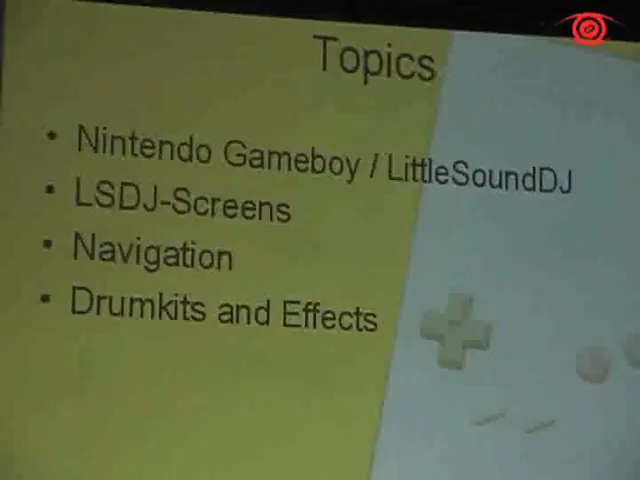 Topics
• Nintendo Gameboy / LittleSoundDJ
• LSDJ-Screens
• Navigation
• Drumkits and Effects